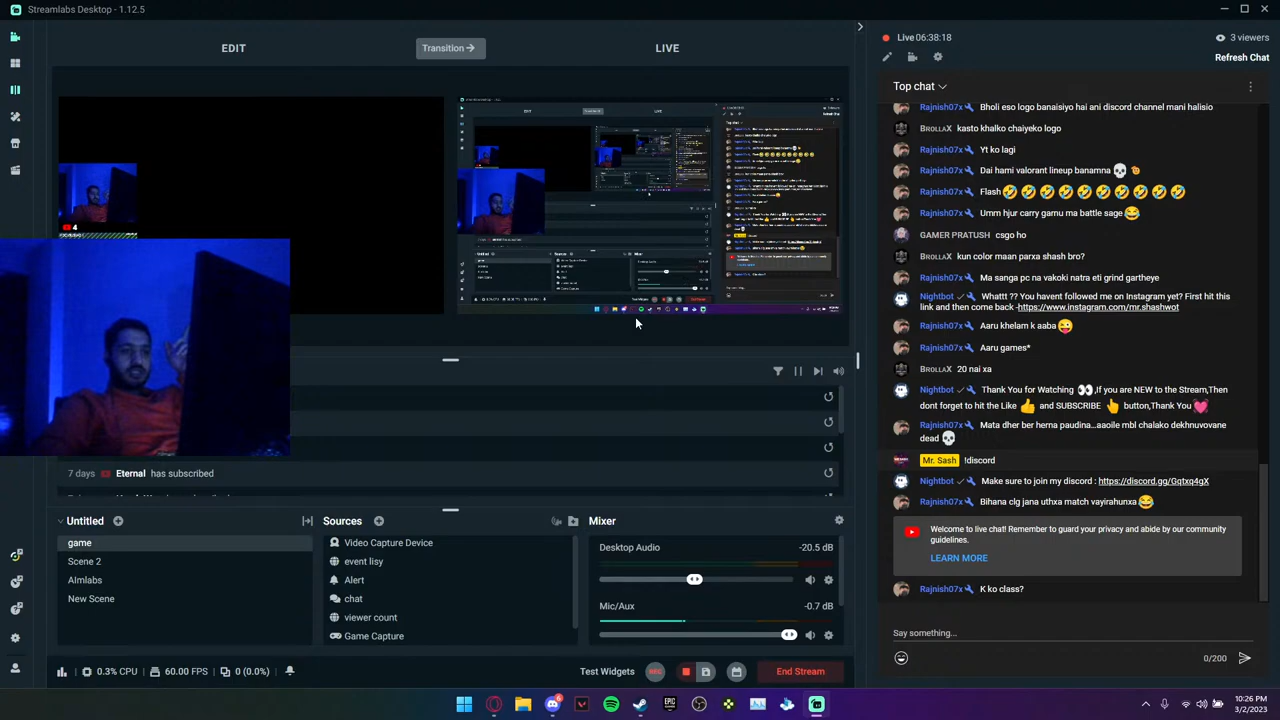 Streamlabs Desktop - 1.12.5
EDIT
Transition
LIVE
4
7 days Eternal has subscribed
Untitled
game
Scene 2
AImlabs
New Scene
Sources
Video Capture Device
event lisy
Alert
chat
viewer count
Game Capture
Mixer
Desktop Audio -20.5 dB
Mic/Aux -0.7 dB
0.3% CPU 60.00 FPS 0 (0.0%)
Test Widgets REC End Stream
Live 06:38:18 3 viewers
Refresh Chat
Top chat
Rajnish07x Bholi eso logo banaisiyo hai ani discord channel mani halisio
BROLLAX kasto khalko chaiyeko logo
Rajnish07x Yt ko lagi
Rajnish07x Dai hami valorant lineup banamna 💀
Rajnish07x Flash🤣🤣🤣🤣🤣🤣🤣🤣🤣
Rajnish07x Umm hjur carry gamu ma battle sage😂
GAMER PRATUSH csgo ho
Rajnish07x kun color maan parxa shash bro?
Rajnish07x Ma sanga pc na vakoki natra eti grind gartheye
Nightbot Whattt ?? You havent followed me on Instagram yet? First hit this
link and then come back -https://www.instagram.com/mr.shashwot
Rajnish07x Aaru khelam k aaba 😜
Rajnish07x Aaru games*
BROLLAX 20 nai xa
Nightbot Thank You for Watching 👀,If you are NEW to the Stream,Then
dont forget to hit the Like 👍 and SUBSCRIBE 👆 button,Thank You 💓
Rajnish07x Mata dher ber herna paudina...aaoile mbl chalako dekhnuvovane
dead 💀
Mr. Sash !discord
Nightbot Make sure to join my discord : https://discord.gg/Gqtxq4gX
Rajnish07x Bihana clg jana uthxa match vayirahunxa😂
Welcome to live chat! Remember to guard your privacy and abide by our community
guidelines.
LEARN MORE
Rajnish07x K ko class?
Say something...
0/200
10:26 PM
3/2/2023